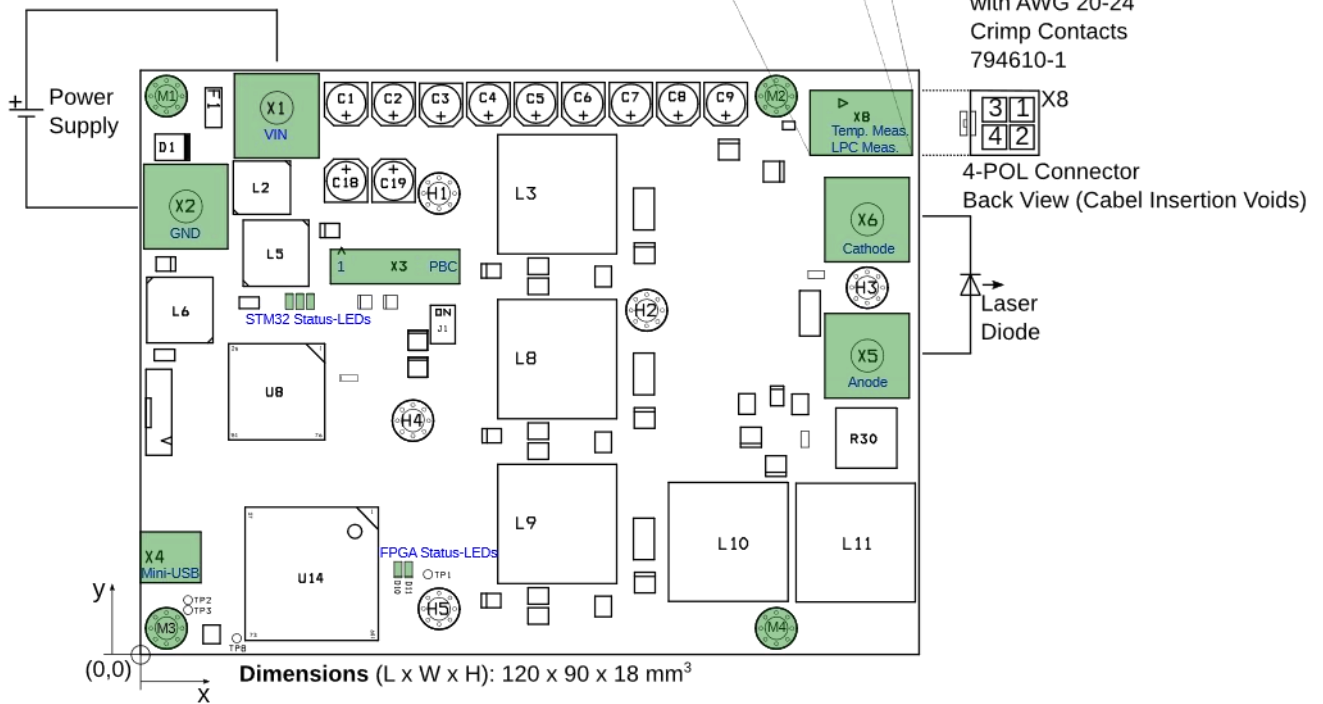 with AWG 20-24
Crimp Contacts
794610-1
X8
3 1
4 2
4-POL Connector
Back View (Cabel Insertion Voids)
+
Power
Supply
M1
F1
X1
VIN
C1 C2 C3 C4 C5 C6 C7 C8 C9
+ + + + + + + + +
M2
X8
Temp. Meas.
LPC Meas.
D1
X2
GND
L2
+ +
C18 C19
H1
L3
X6
Cathode
L5
1 X3 PBC
H3
Laser
Diode
L6
STM32 Status-LEDs
ON
J1
H2
X5
Anode
L8
U8
H4
R30
L9
L10
L11
X4
Mini-USB
U14
FPGA Status-LEDs
D10 D11
TP1
H5
TP2
TP3
M3
TP8
M4
y
(0,0)
x
Dimensions (L x W x H): 120 x 90 x 18 mm³